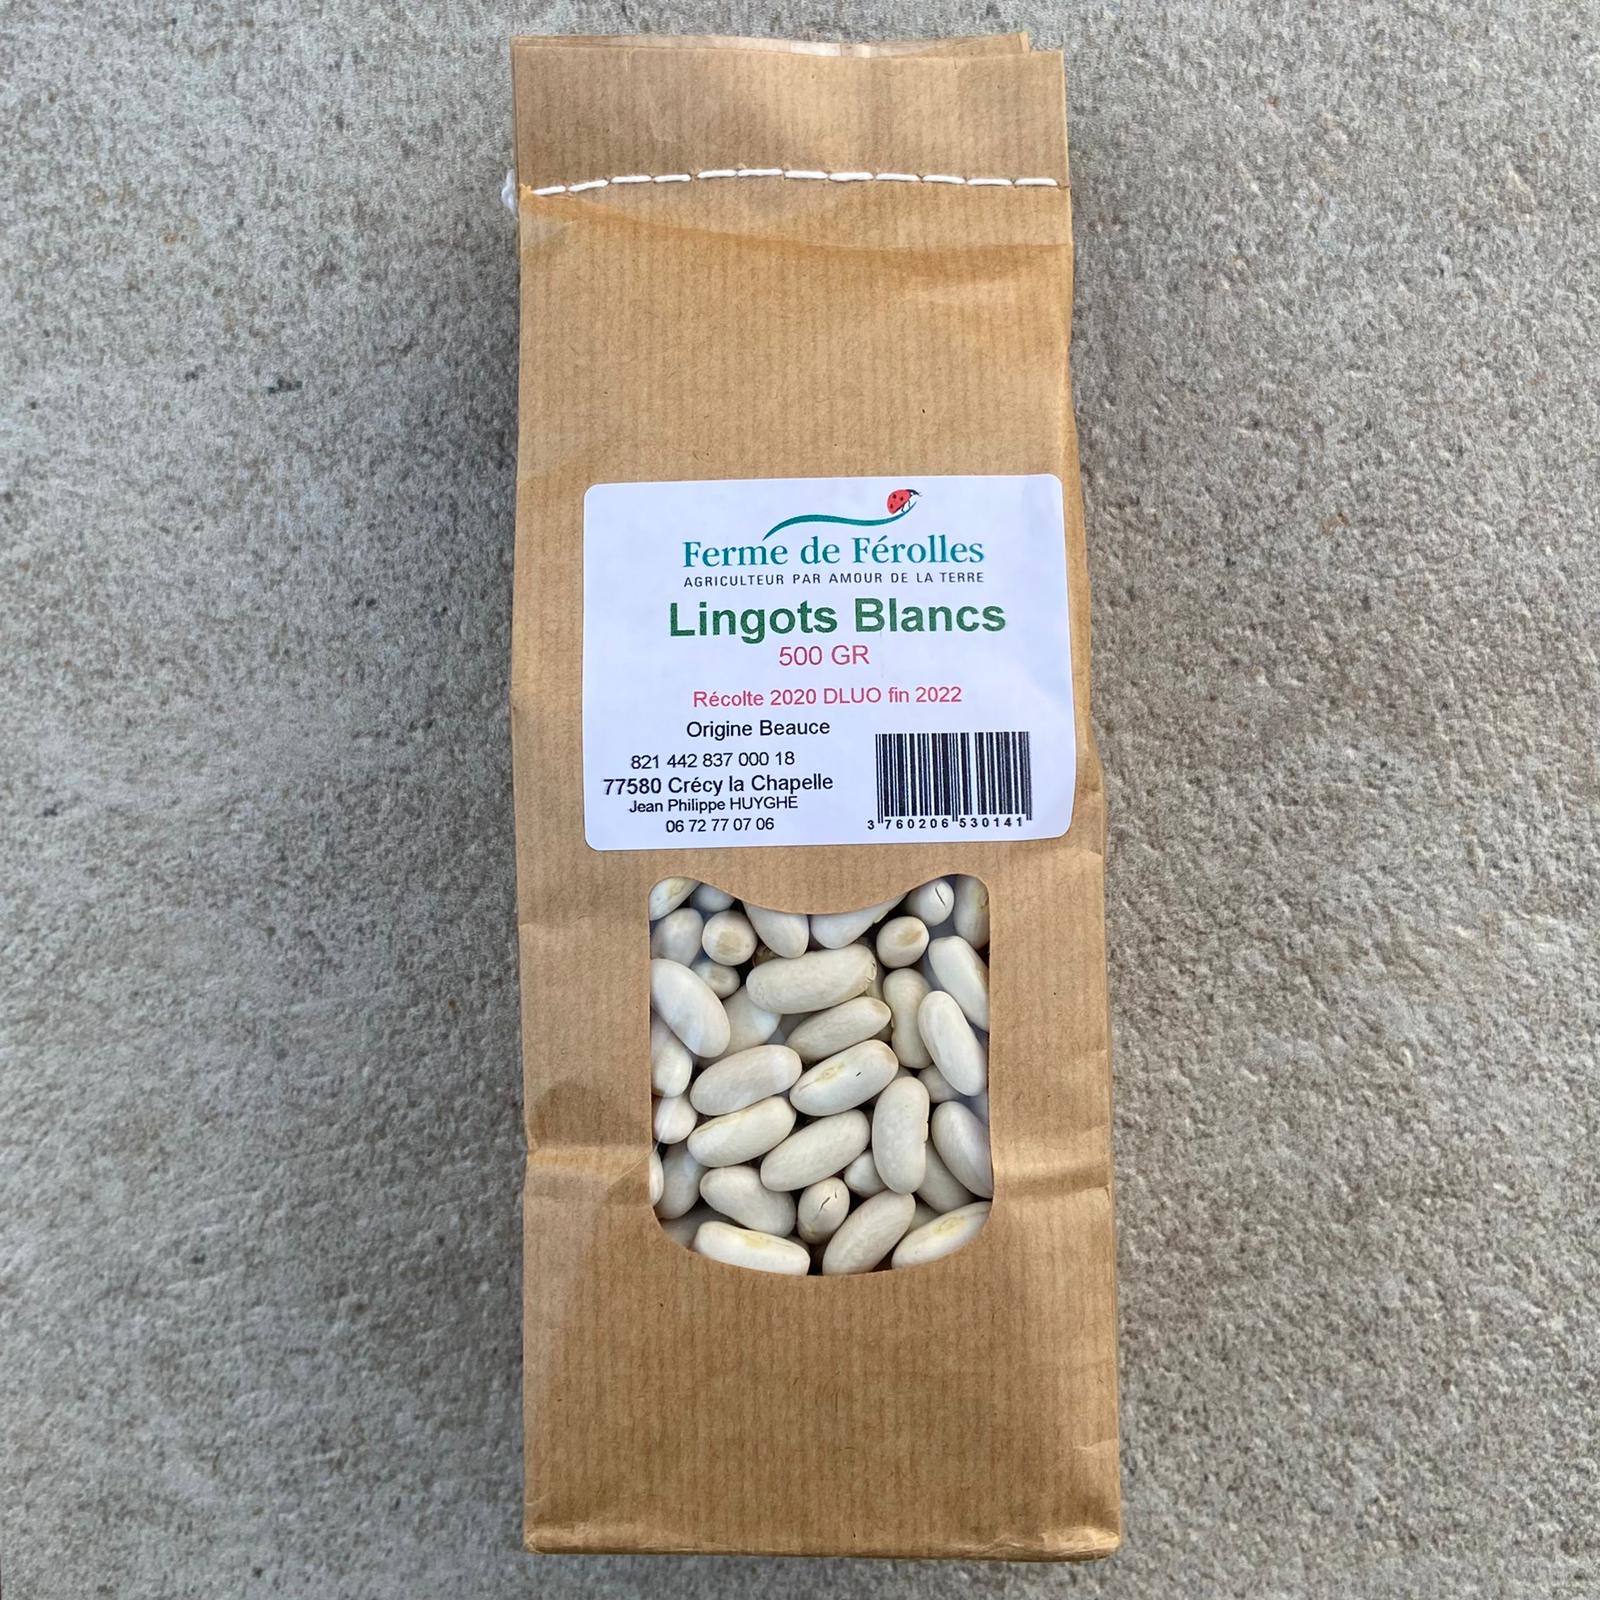 Ferme de Férolles
AGRICULTEUR PAR AMOUR DE LA TERRE
Lingots Blancs
500 GR
Récolte 2020 DLUO fin 2022
Origine Beauce
821 442 837 000 18
77580 Crécy la Chapelle
Jean Philippe HUYGHE
06 72 77 07 06
3 760206 530141